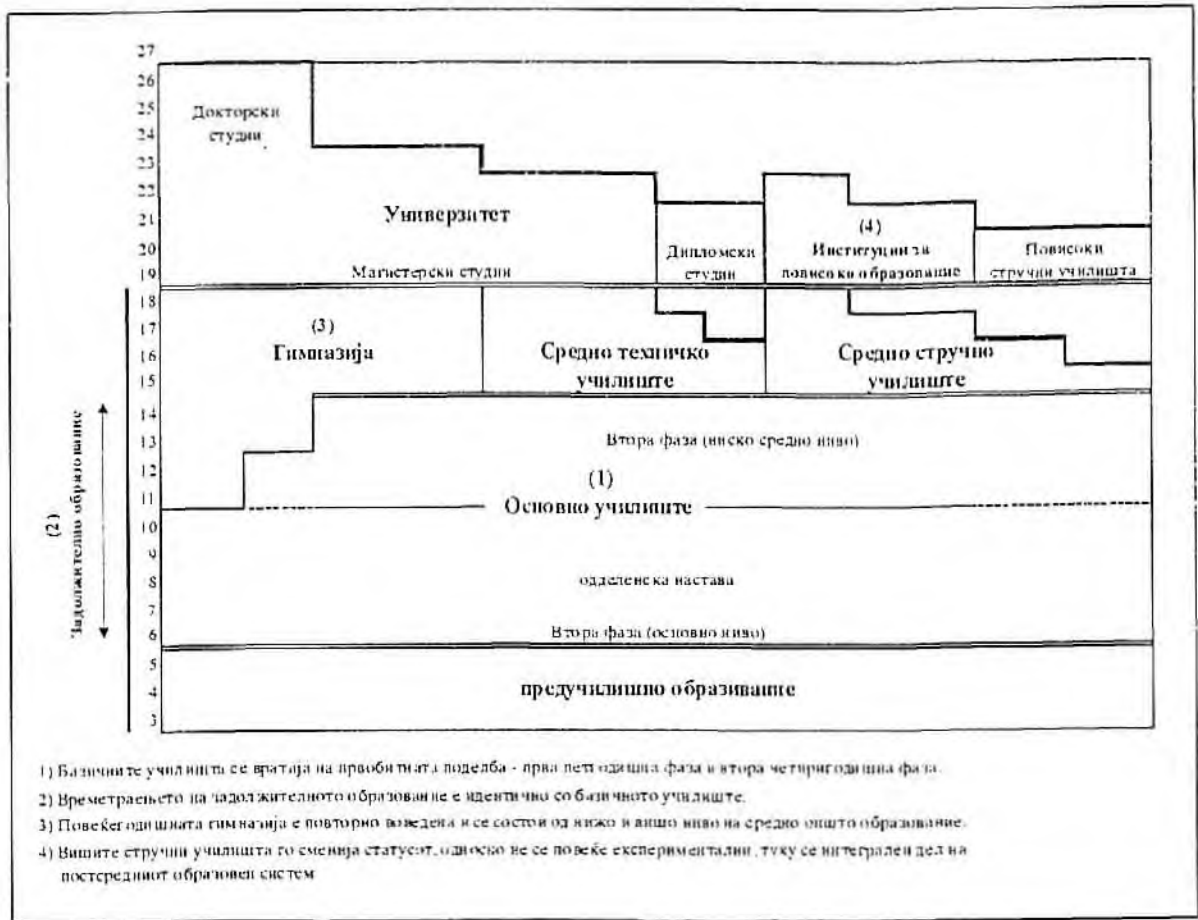 27
26
25
24
23
22
21
20
19
18
17
16
15
14
13
12
11
10
9
8
7
6
5
4
3
Докторски
студии
Универзитет
Магистерски студии
Дипломски
студии
(4)
Институции за
повисоки образование
Повисоки
стручни училишта
(3)
Гимназија
Средно техничко
училиште
Средно стручно
училиште
(2)
Задолжително образование
Втора фаза (ниско средно ниво)
(1)
Основно училиште
одделенска настава
Втора фаза (основно ниво)
предучилишно образивание
1) Базичните училишта се вратија на првобитната поделба - прва петгодишна фаза и втора четиригодишна фаза.
2) Времетраењето на задолжителното образование е идентично со базичното училиште.
3) Повеќегодишната гимназија е повторно воведена и се состои од нижо и вишо ниво на средно општо образование.
4) Вишите стручни училишта го сменија статусот, односно не се повеќе експериментални, туку се интегрален дел на
постсредниот образовен систем